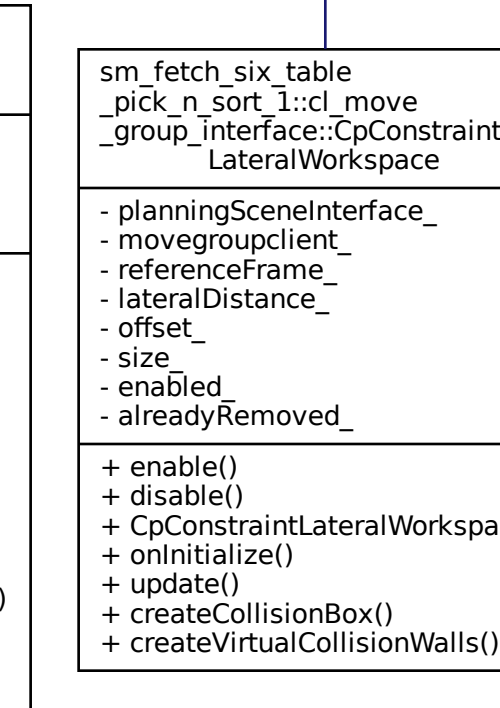 sm_fetch_six_table
_pick_n_sort_1::cl_move
_group_interface::CpConstraint
LateralWorkspace
- planningSceneInterface_
- movegroupclient_
- referenceFrame_
- lateralDistance_
- offset_
- size_
- enabled_
- alreadyRemoved_
+ enable()
+ disable()
+ CpConstraintLateralWorkspa
+ onInitialize()
+ update()
+ createCollisionBox()
+ createVirtualCollisionWalls()
)